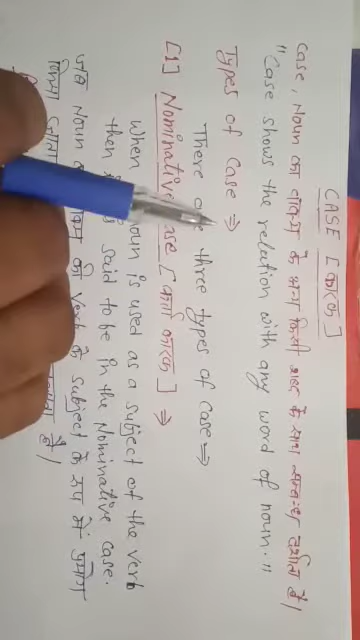 CASE [कारक]
Case, Noun का वाक्य के अन्य किसी शब्द के साथ सम्बन्ध दर्शाता है।
"Case shows the relation with any word of noun."
Types of Case ⇒
There are three types of Case ⇒
[1] Nominative Case [कर्ता कारक] ⇒
When noun is used as a subject of the verb
then is said to be in the Nominative case.
जब Noun का verb के subject के रूप में प्रयोग
किया जाता है।